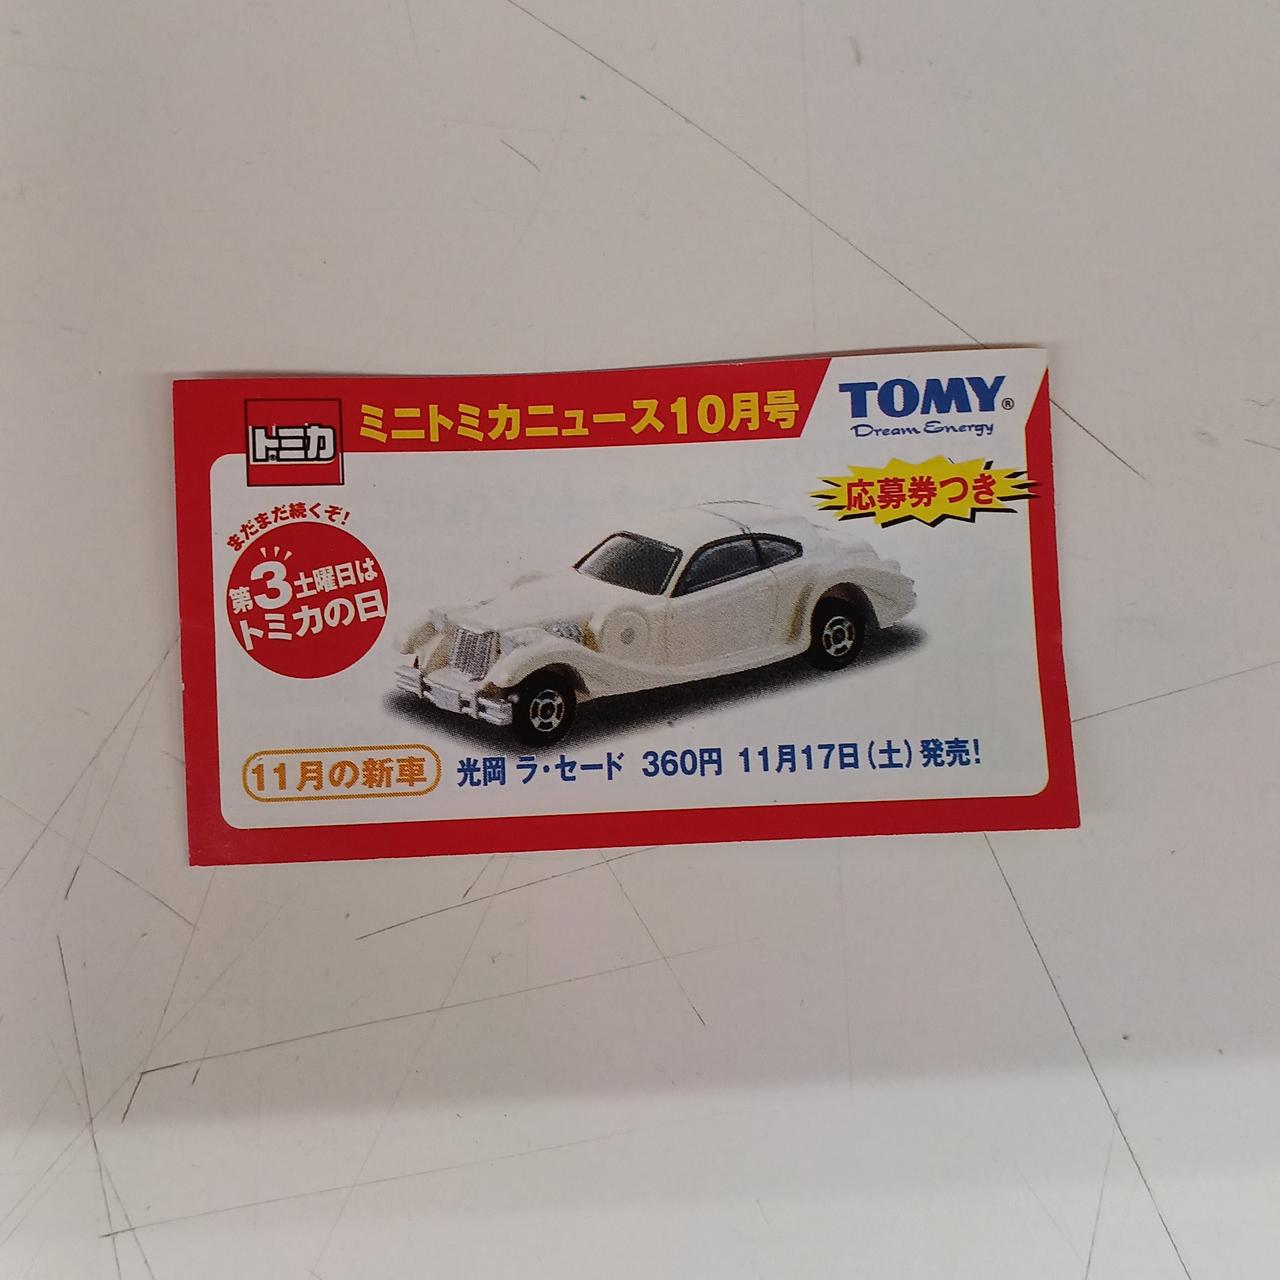 トミカ
ミニトミカニュース10月号
TOMY®
Dream Energy
応募券つき
まだまだ続くぞ!
第3土曜日は
トミカの日
11月の新車
光岡 ラ・セード 360円 11月17日(土)発売!